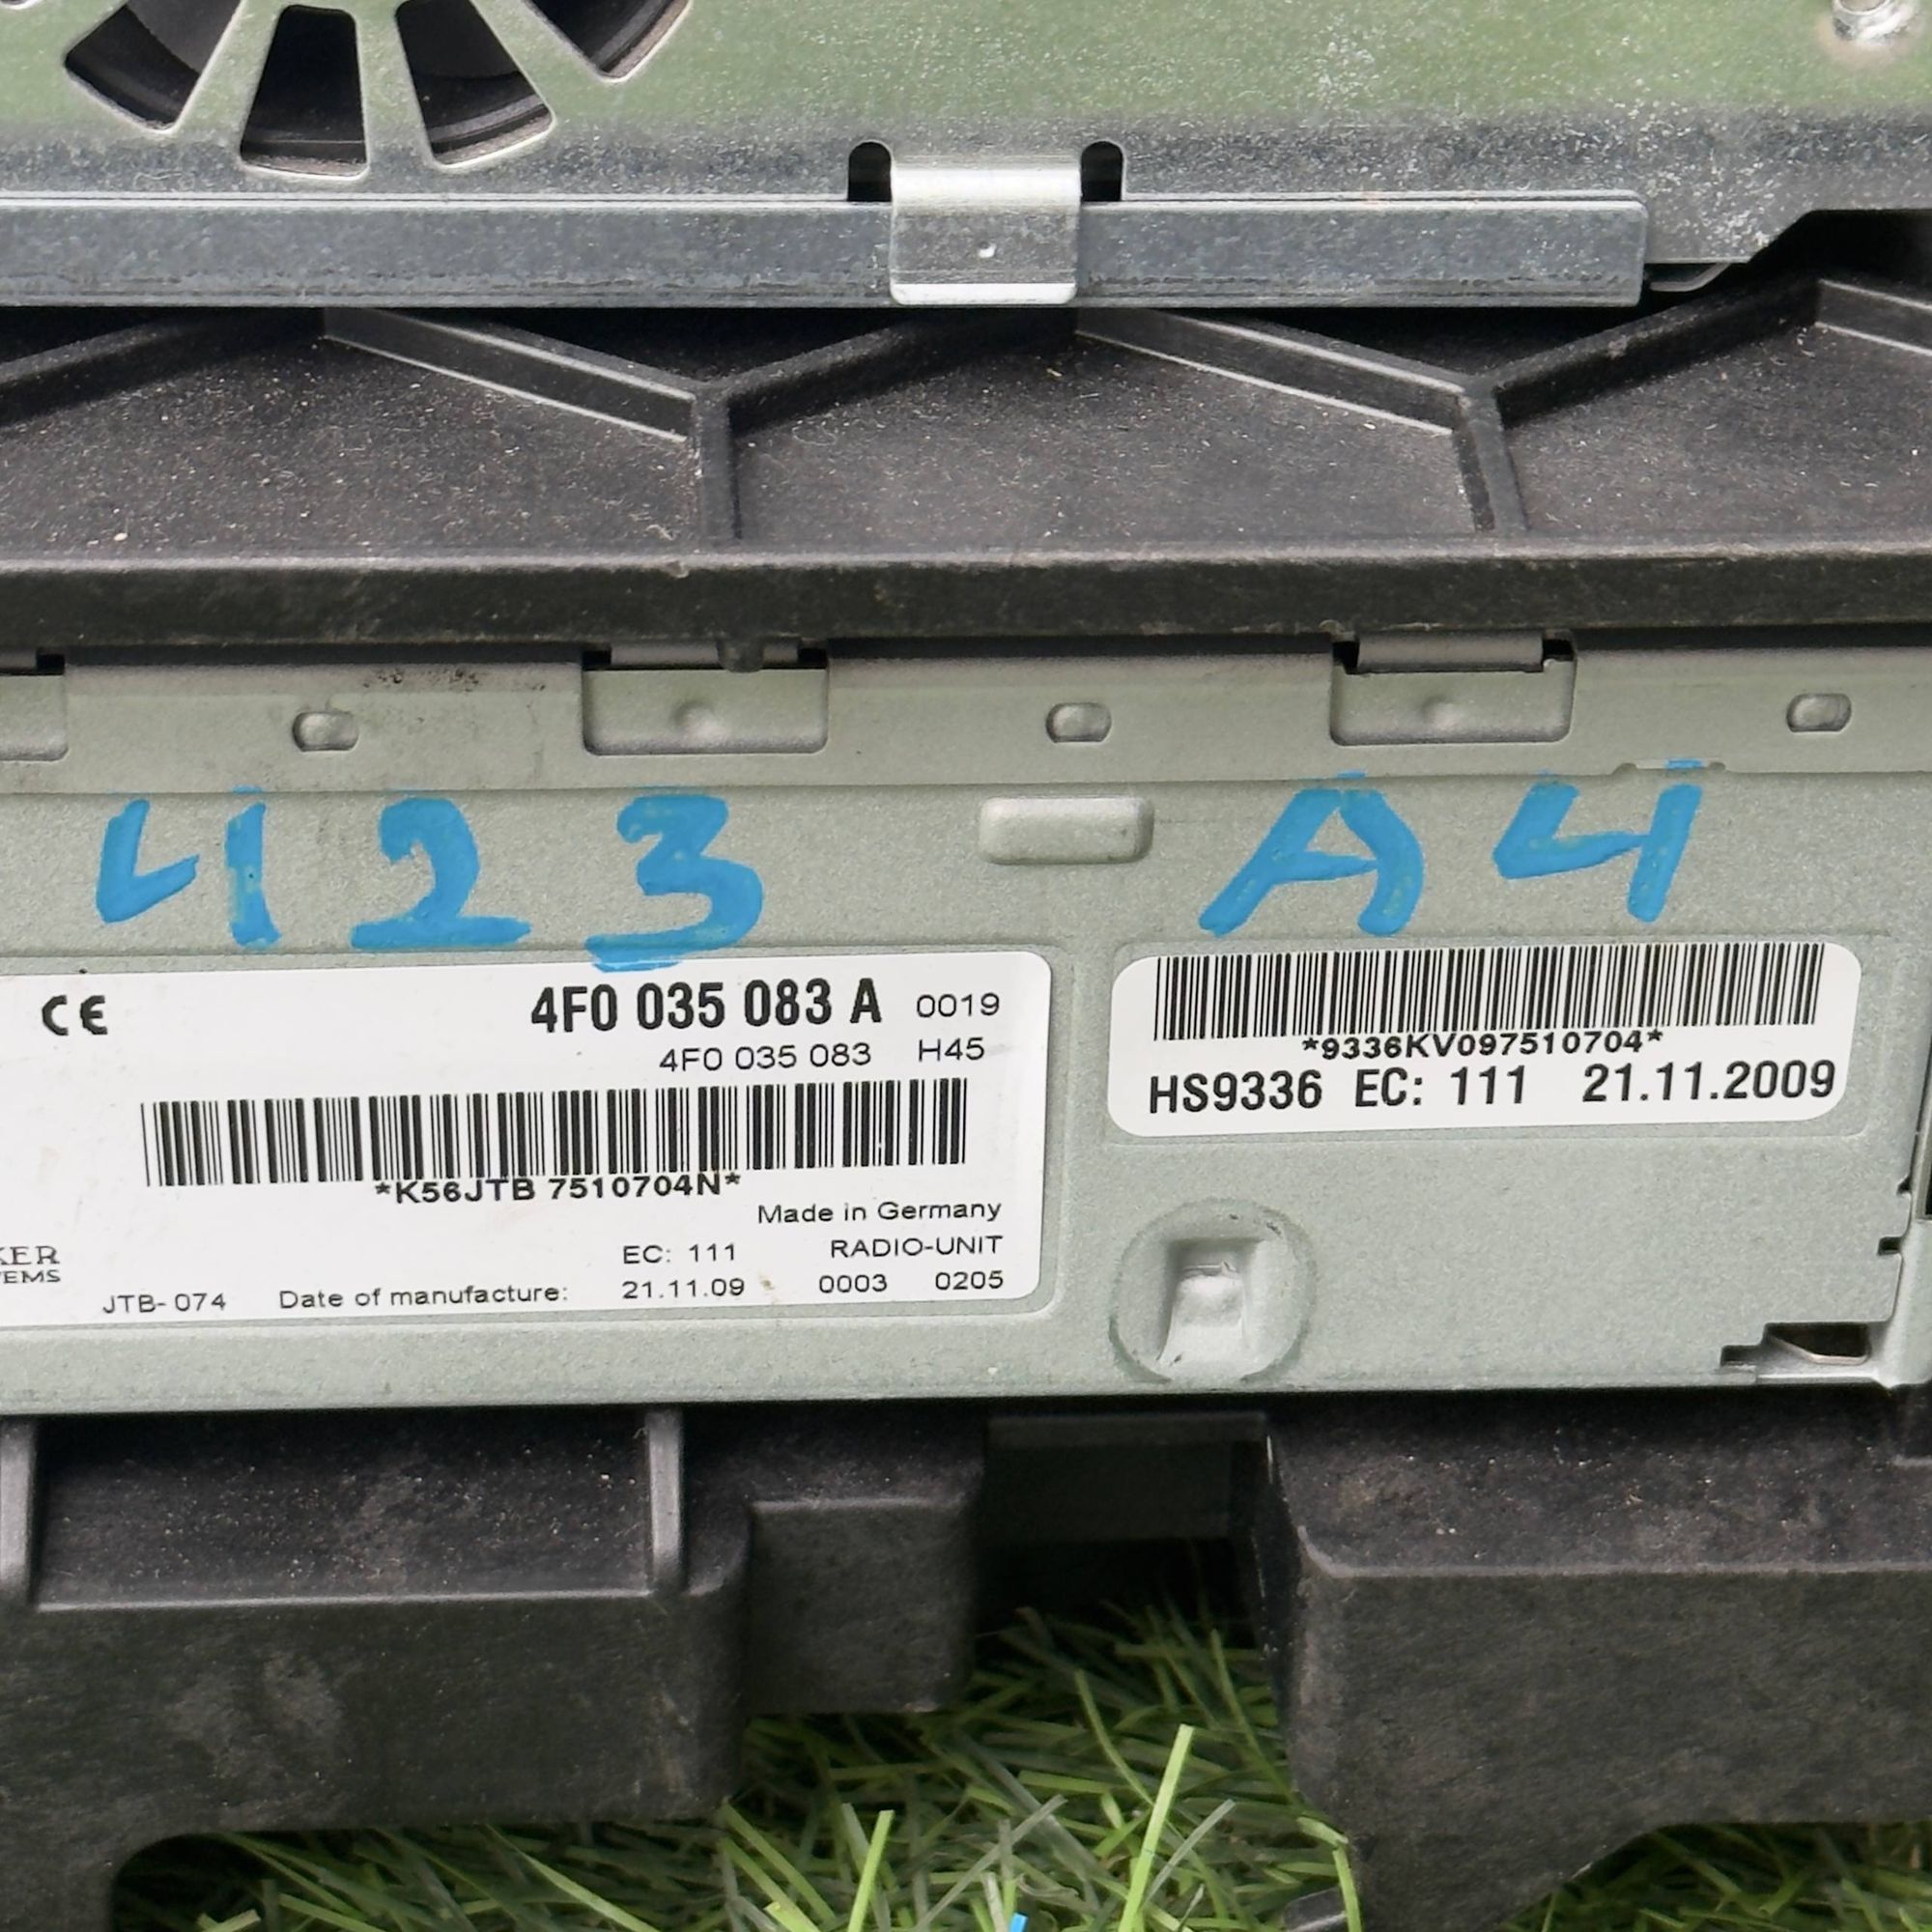 423 A4
CE 4F0 035 083 A 0019
4F0 035 083 H45
*K56JTB 7510704N*
Made in Germany
EC: 111 RADIO-UNIT
JTB-074 Date of manufacture: 21.11.09 0003 0205
*9336KV097510704*
HS9336 EC: 111 21.11.2009